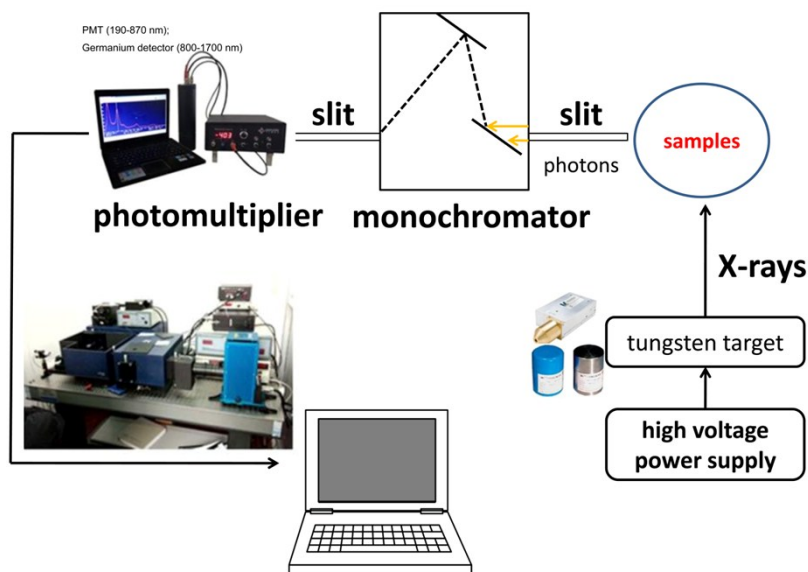 PMT (190-870 nm);
Germanium detector (800-1700 nm)
slit
slit
samples
photons
photomultiplier
monochromator
X-rays
tungsten target
high voltage
power supply